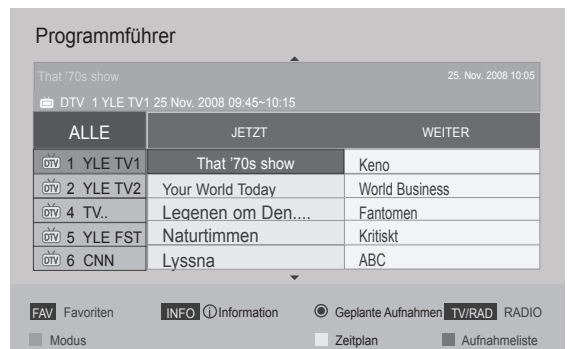 Programmführer
That '70s show 25. Nov. 2008 10:05
DTV 1 YLE TV1 25 Nov. 2008 09:45~10:15
ALLE JETZT WEITER
DTV 1 YLE TV1 That '70s show Keno
DTV 2 YLE TV2 Your World Today World Business
DTV 4 TV.. Legenen om Den.... Fantomen
DTV 5 YLE FST Naturtimmen Kritiskt
DTV 6 CNN Lyssna ABC
FAV Favoriten INFO Information Geplante Aufnahmen TV/RAD RADIO
Modus Zeitplan Aufnahmeliste